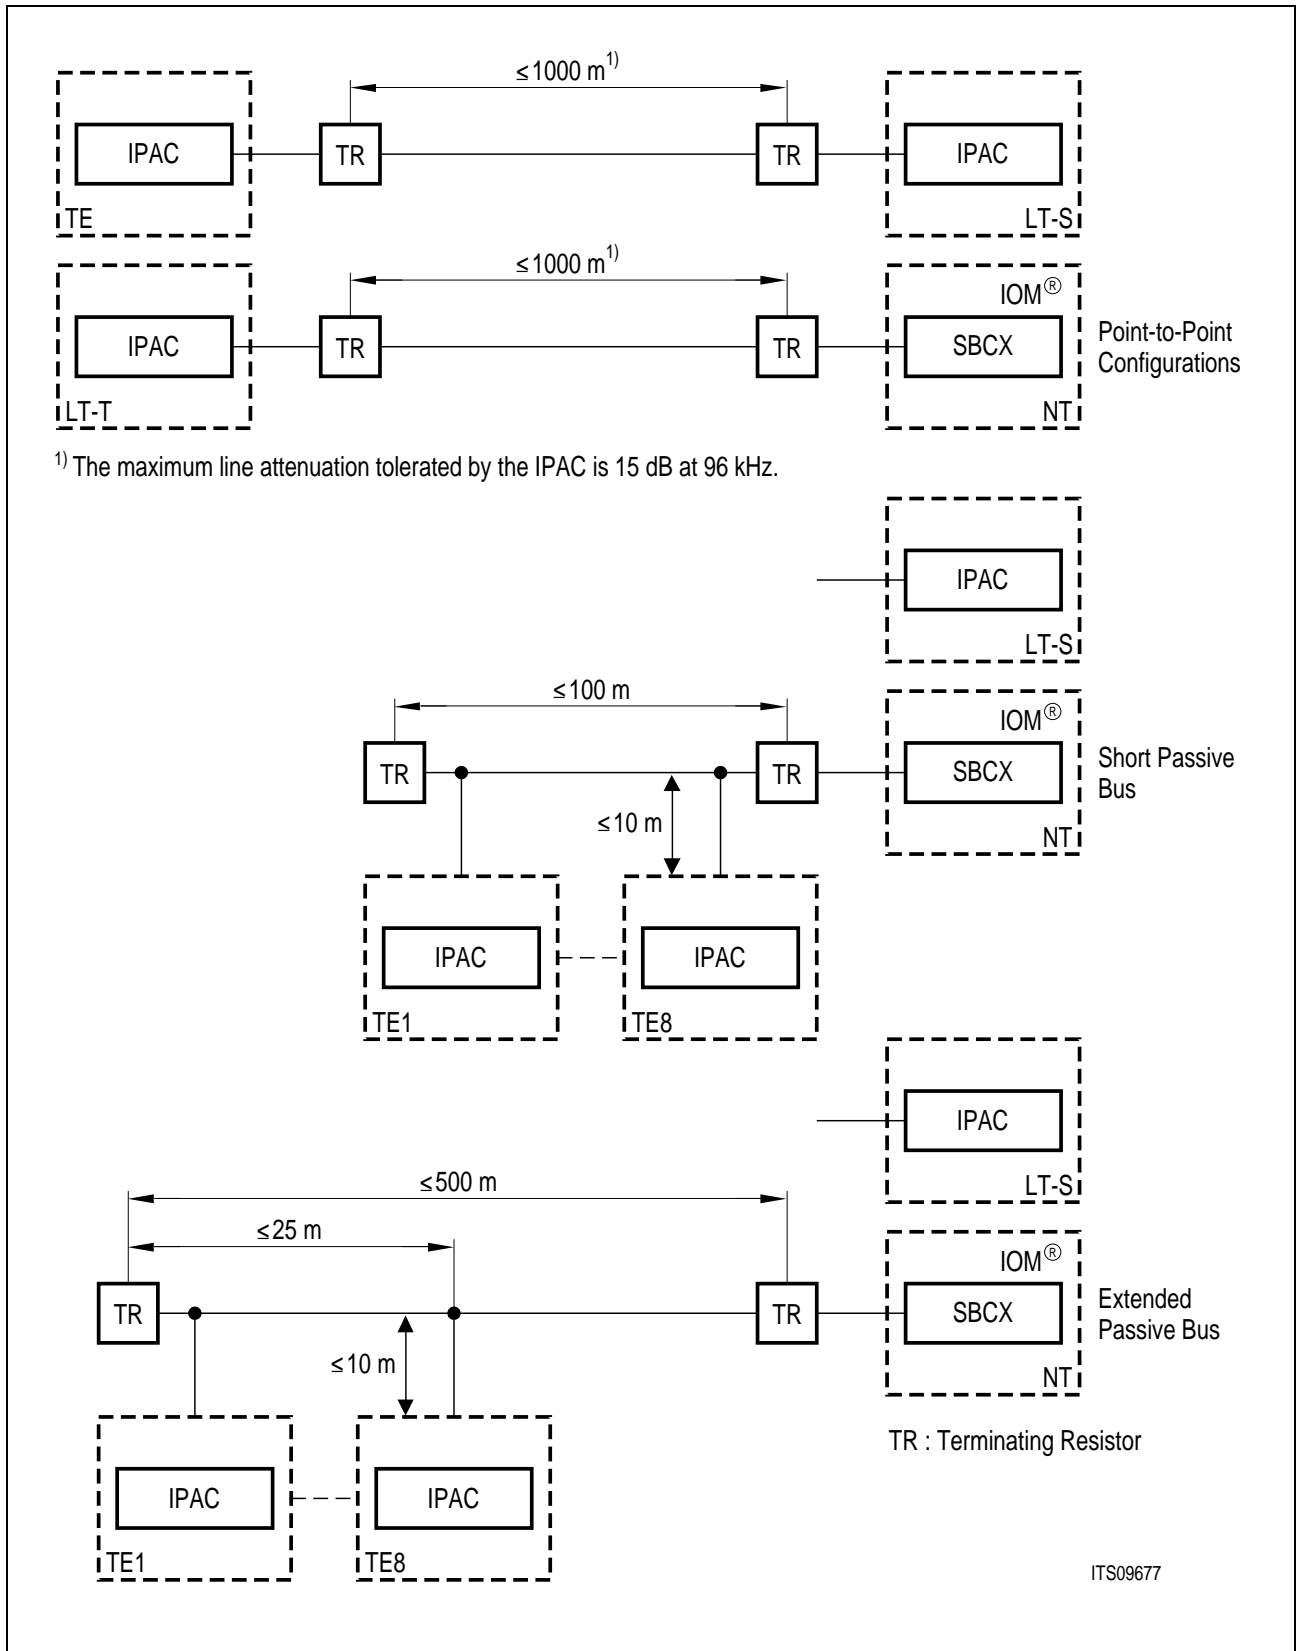 ≤1000 m1)
IPAC
TR
TR
IPAC
TE
LT-S
≤1000 m1)
IOM®
IPAC
TR
TR
SBCX
Point-to-Point
Configurations
LT-T
NT
1) The maximum line attenuation tolerated by the IPAC is 15 dB at 96 kHz.
IPAC
LT-S
≤100 m
IOM®
TR
TR
SBCX
Short Passive
Bus
≤10 m
NT
IPAC
IPAC
TE1
TE8
IPAC
LT-S
≤500 m
≤25 m
IOM®
TR
TR
SBCX
Extended
Passive Bus
≤10 m
NT
TR : Terminating Resistor
IPAC
IPAC
TE1
TE8
ITS09677